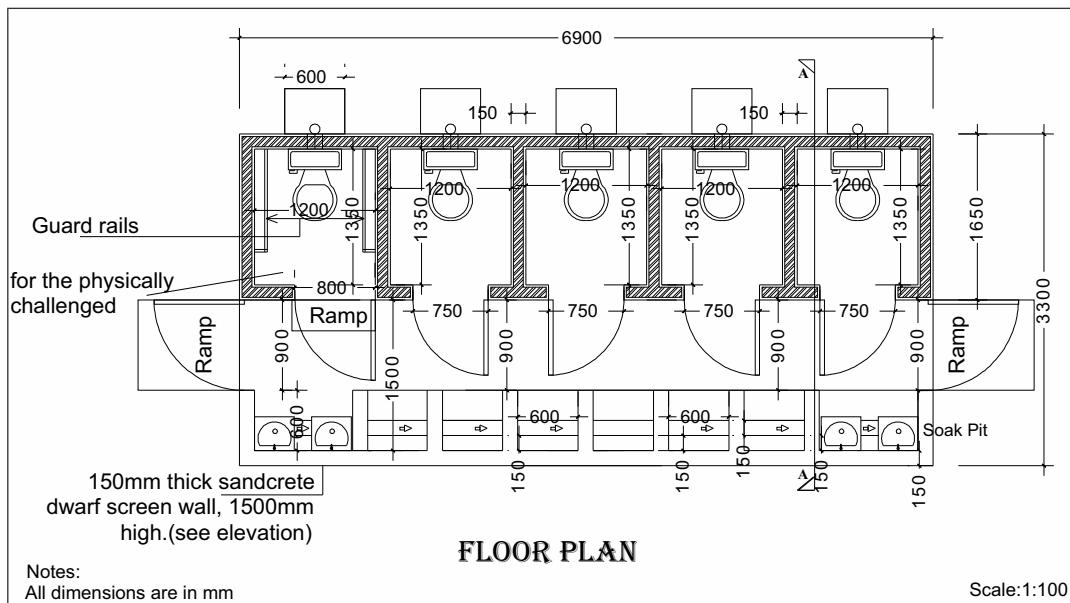 6900
600
A
150
150
1200
1200
1200
1200
1200
1350
1350
1350
1350
1350
1650
3300
Guard rails
for the physically
challenged
800
Ramp
750
750
750
750
Ramp
Ramp
900
1500
900
900
900
600
600
600
Soak Pit
150
150
150
150
150
A
150mm thick sandcrete
dwarf screen wall, 1500mm
high.(see elevation)
FLOOR PLAN
Notes:
All dimensions are in mm
Scale:1:100